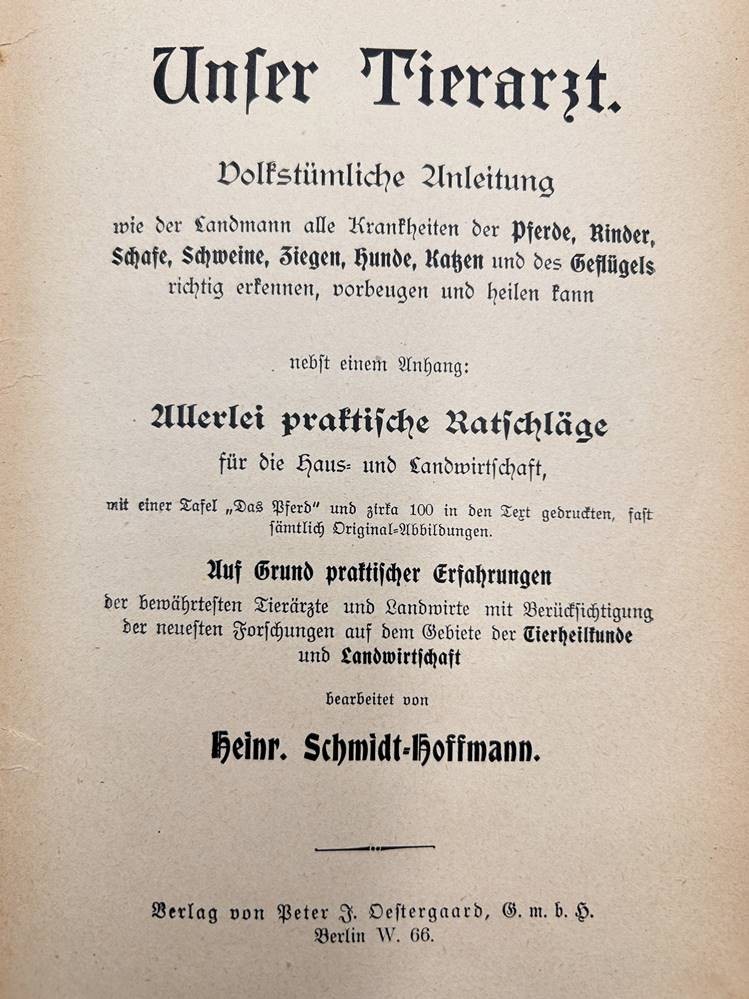 Unſer Tierarzt.
Volkstümliche Anleitung
wie der Landmann alle Krankheiten der Pferde, Rinder,
Schafe, Schweine, Ziegen, Hunde, Katzen und des Geflügels
richtig erkennen, vorbeugen und heilen kann
nebſt einem Anhang:
Allerlei praktiſche Ratſchläge
für die Haus- und Landwirtſchaft,
mit einer Tafel „Das Pferd“ und zirka 100 in den Text gedruckten, faſt
ſämtlich Original-Abbildungen.
Auf Grund praktiſcher Erfahrungen
der bewährteſten Tierärzte und Landwirte mit Berückſichtigung
der neueſten Forſchungen auf dem Gebiete der Tierheilkunde
und Landwirtſchaft
bearbeitet von
Heinr. Schmidt-Hoffmann.
Verlag von Peter J. Oeſtergaard, G. m. b. H.
Berlin W. 66.